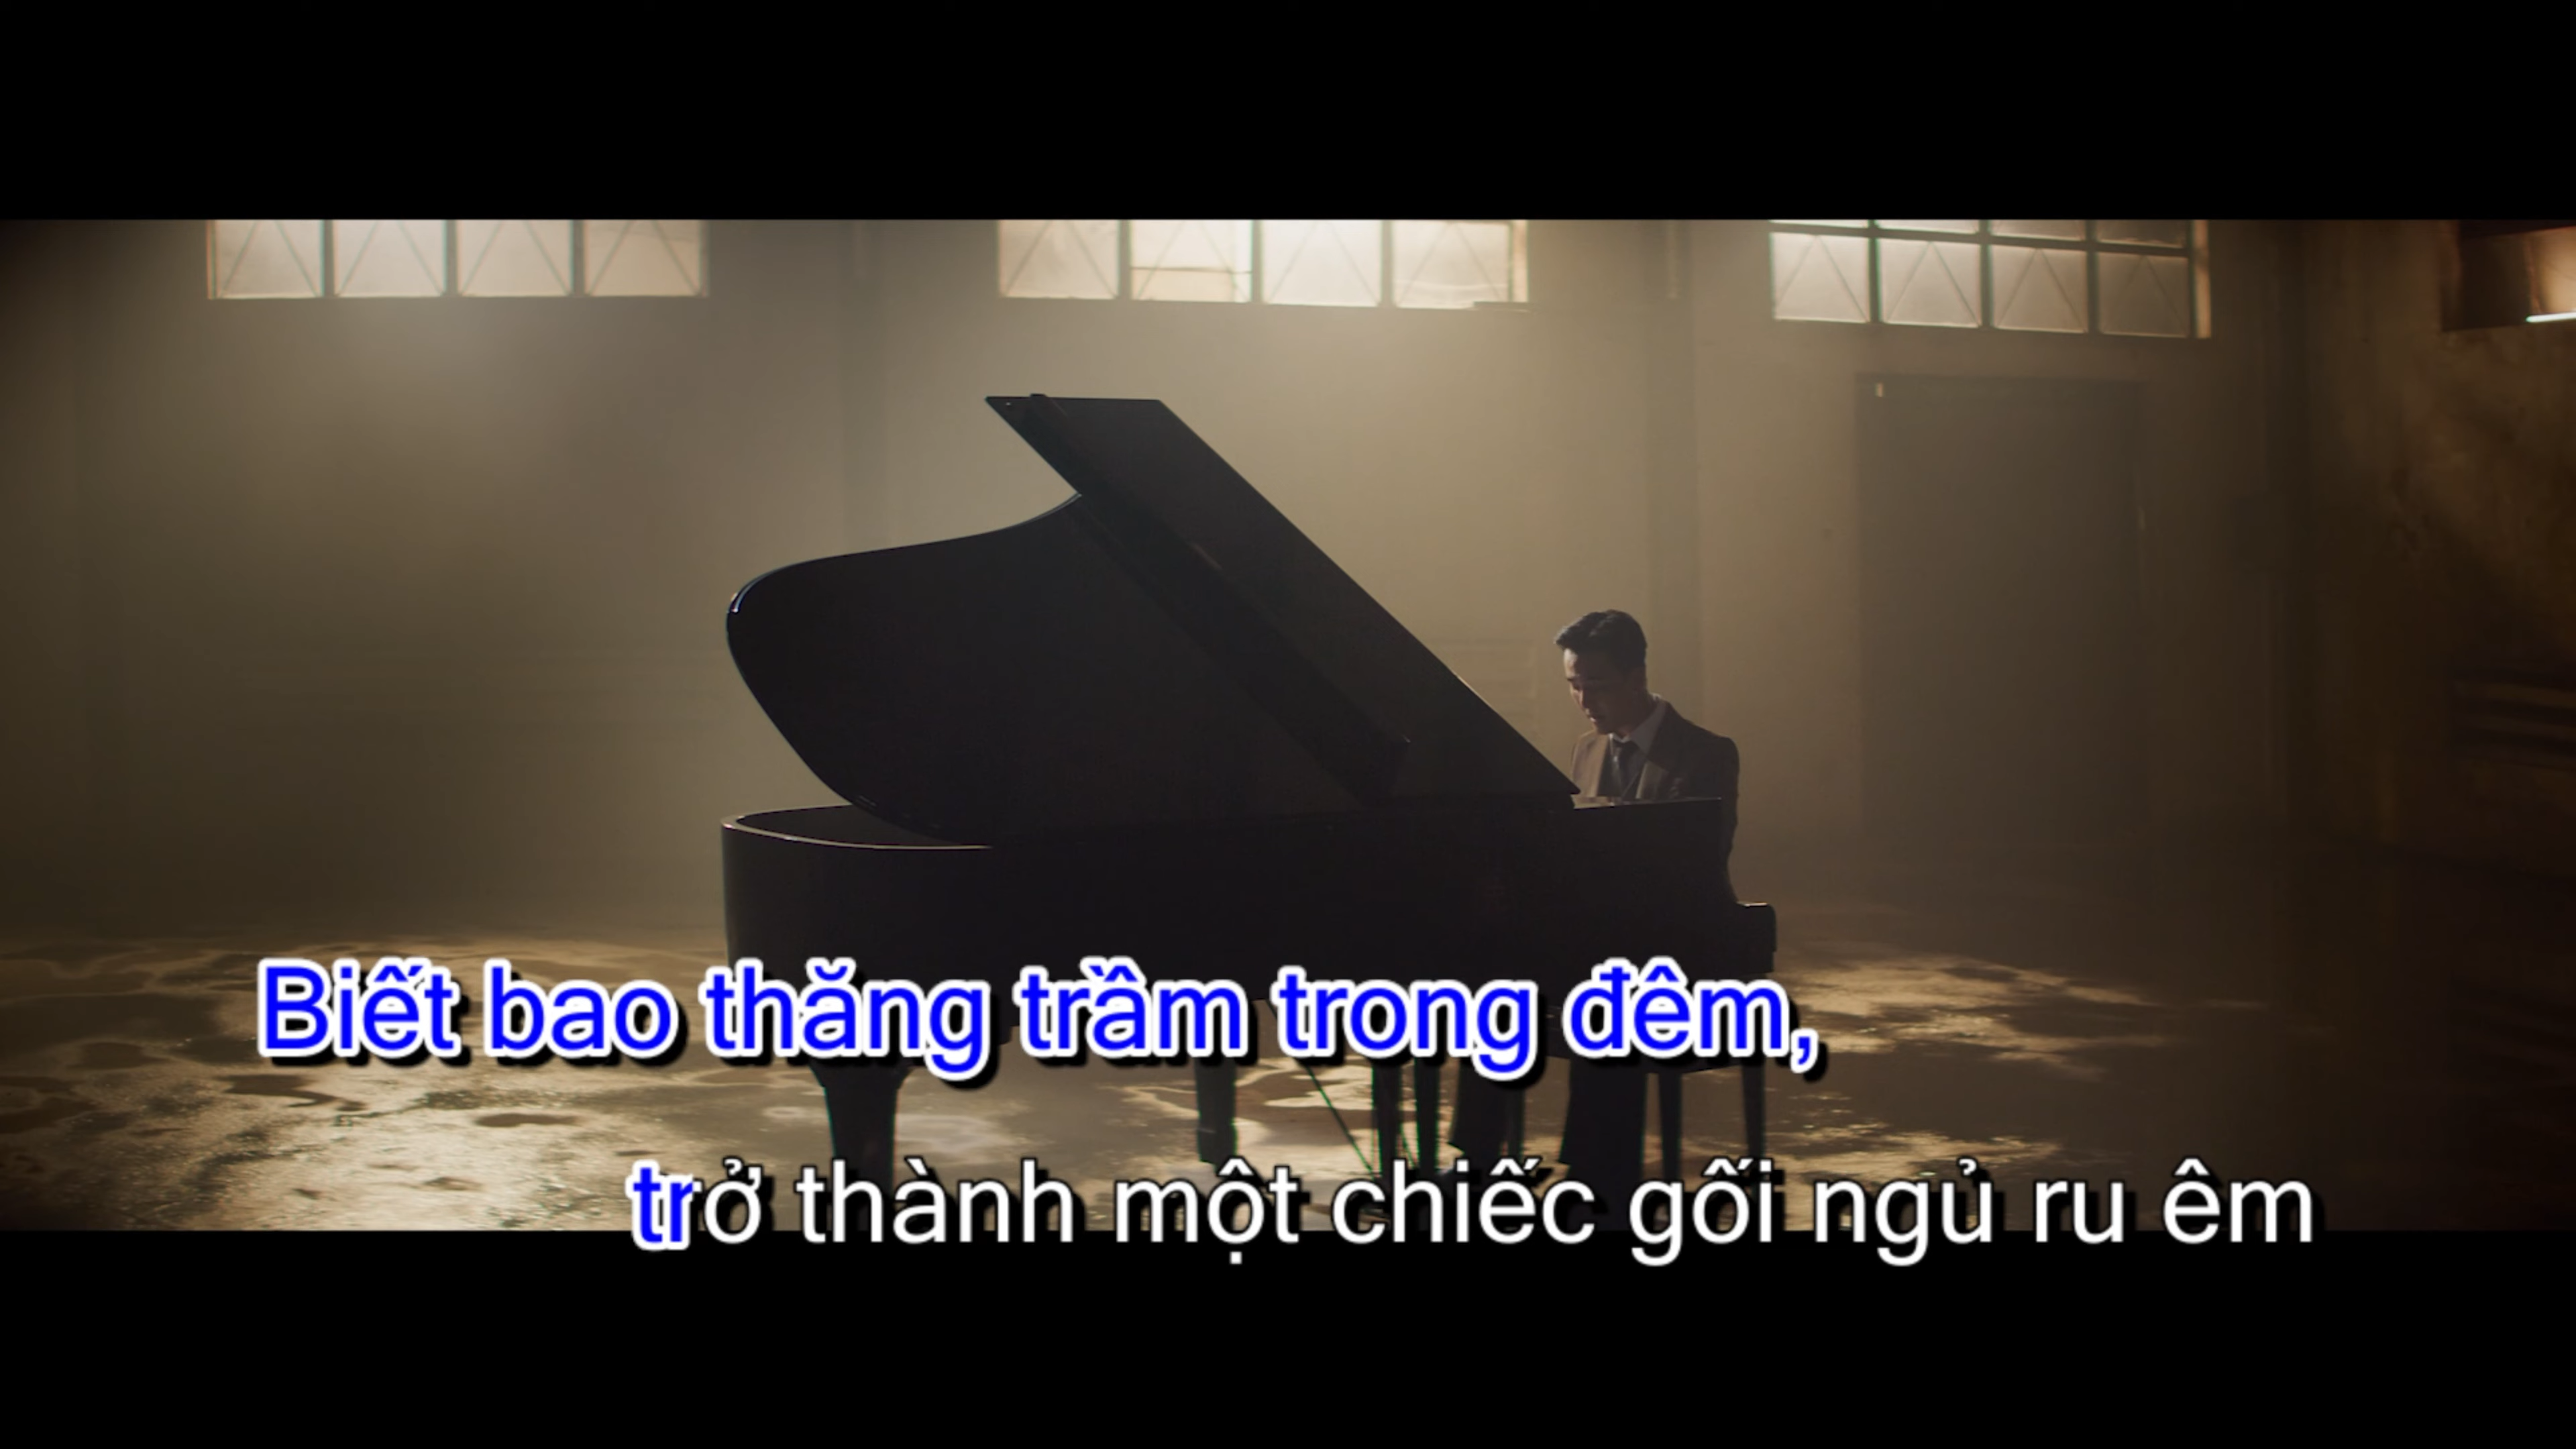 Biết bao thăng trầm trong đêm,
trở thành một chiếc gối ngủ ru êm